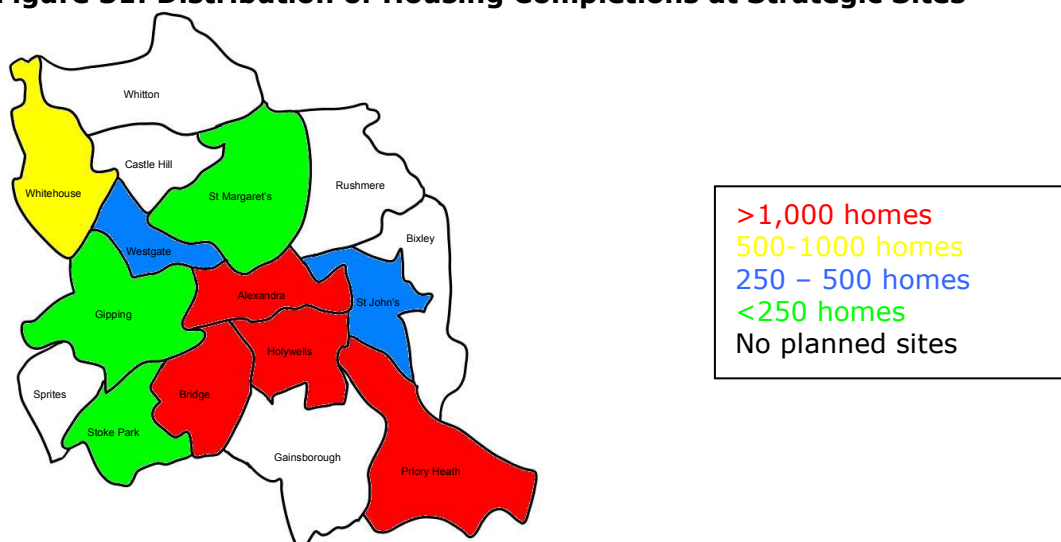 Figure 31: Distribution of Housing Completions at Strategic Sites
Whitton
Castle Hill
Rushmere
Whitehouse
St Margaret's
Bixley
Westgate
Alexandra
St John's
Gipping
Holywells
Sprites
Bridge
Stoke Park
Gainsborough
Priory Heath
>1,000 homes
500-1000 homes
250 – 500 homes
<250 homes
No planned sites